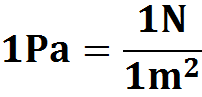 1Pa = 1N / 1m²